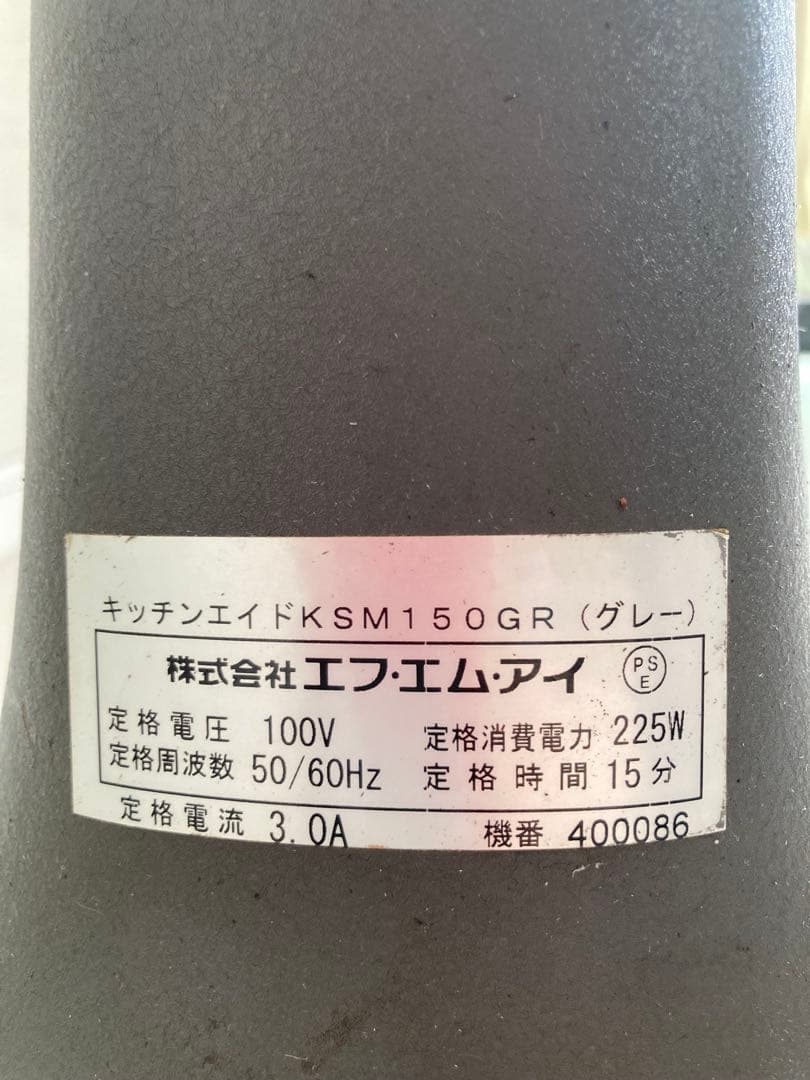 キッチンエイドKSM150GR（グレー）
株式会社エフ・エム・アイ PSE
定格電圧 100V 定格消費電力 225W
定格周波数 50/60Hz 定格時間 15分
定格電流 3.0A 機番 400086